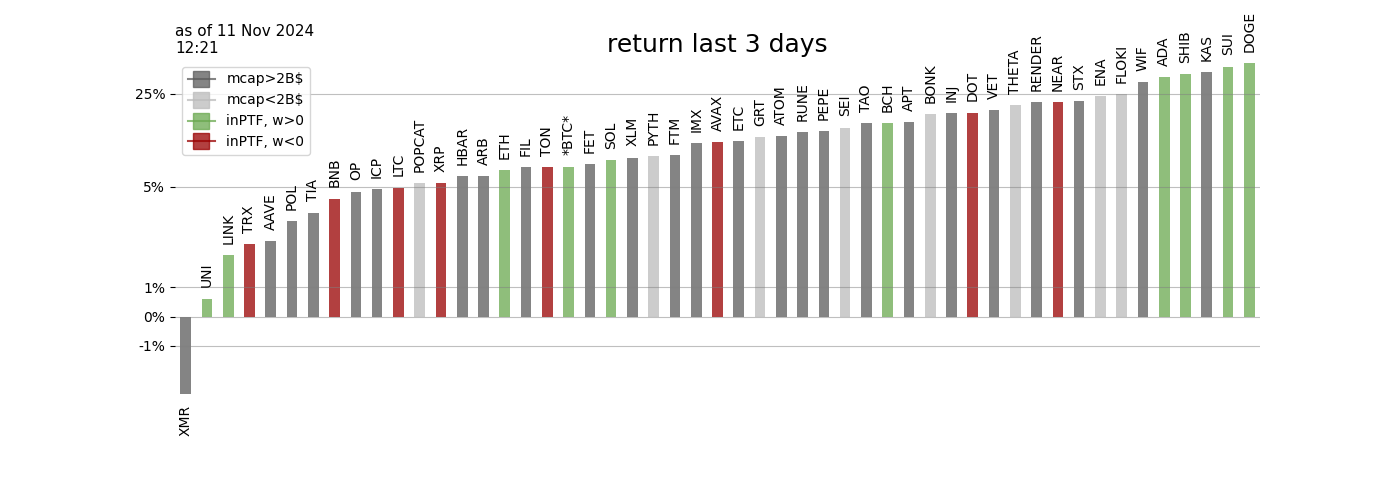 as of 11 Nov 2024
12:21
return last 3 days
mcap>2B$
mcap<2B$
inPTF, w>0
inPTF, w<0
25%
5%
1%
0%
-1%
XMR
UNI
LINK
TRX
AAVE
POL
TIA
BNB
OP
ICP
LTC
POPCAT
XRP
HBAR
ARB
ETH
FIL
TON
*BTC*
FET
SOL
XLM
PYTH
FTM
IMX
AVAX
ETC
GRT
ATOM
RUNE
PEPE
SEI
TAO
BCH
APT
BONK
INJ
DOT
VET
THETA
RENDER
NEAR
STX
ENA
FLOKI
WIF
ADA
SHIB
KAS
SUI
DOGE